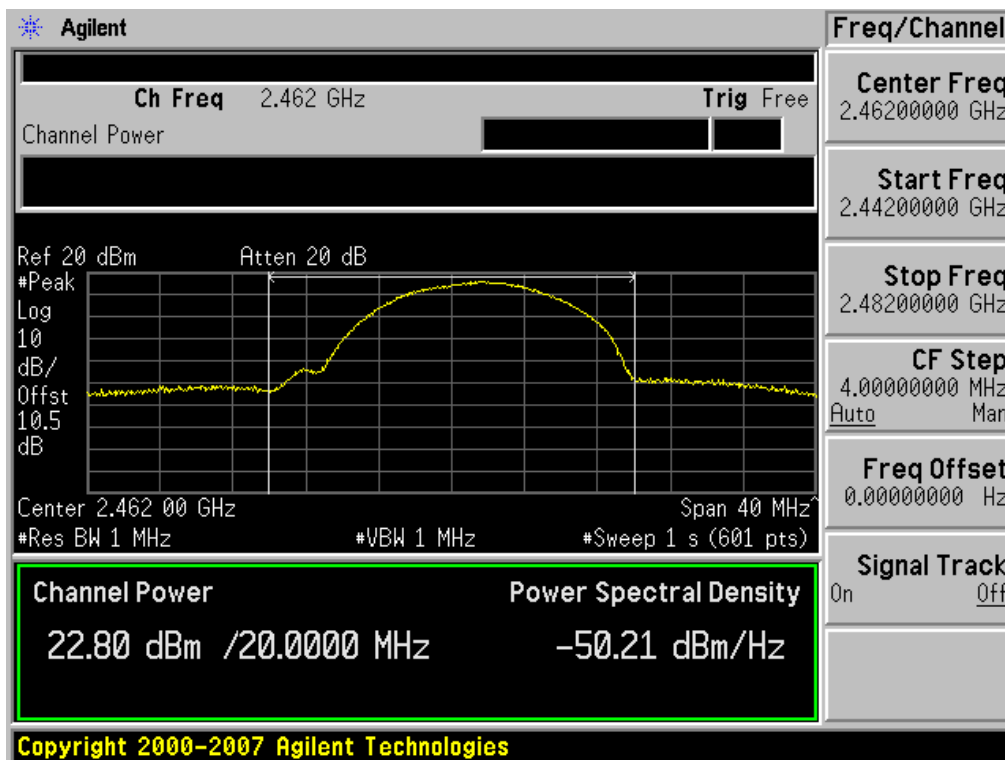 Agilent
Freq/Channel
Ch Freq 2.462 GHz Trig Free
Channel Power
Center Freq
2.46200000 GHz
Start Freq
2.44200000 GHz
Stop Freq
2.48200000 GHz
CF Step
4.00000000 MHz
Auto Man
Freq Offset
0.00000000 Hz
Signal Track
On Off
Ref 20 dBm Atten 20 dB
#Peak
Log
10
dB/
Offst
10.5
dB
Center 2.462 00 GHz Span 40 MHz^
#Res BW 1 MHz #VBW 1 MHz #Sweep 1 s (601 pts)
Channel Power Power Spectral Density
22.80 dBm /20.0000 MHz -50.21 dBm/Hz
Copyright 2000-2007 Agilent Technologies